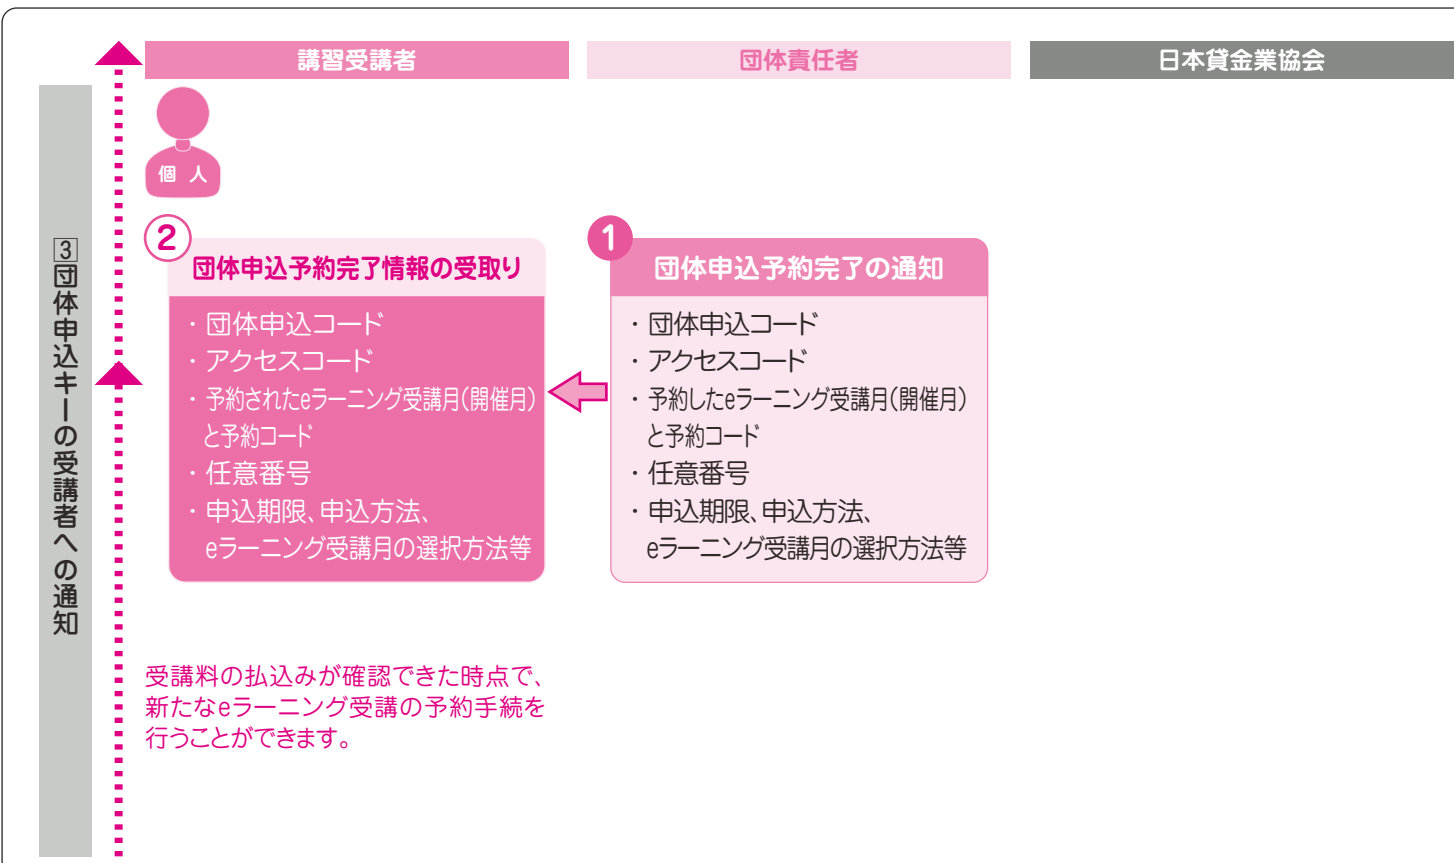 講習受講者
団体責任者
日本貸金業協会
3団体申込キーの受講者への通知
個 人
②
団体申込予約完了情報の受取り
・団体申込コード
・アクセスコード
・予約されたeラーニング受講月(開催月)
と予約コード
・任意番号
・申込期限、申込方法、
eラーニング受講月の選択方法等
❶
団体申込予約完了の通知
・団体申込コード
・アクセスコード
・予約したeラーニング受講月(開催月)
と予約コード
・任意番号
・申込期限、申込方法、
eラーニング受講月の選択方法等
受講料の払込みが確認できた時点で、
新たなeラーニング受講の予約手続を
行うことができます。